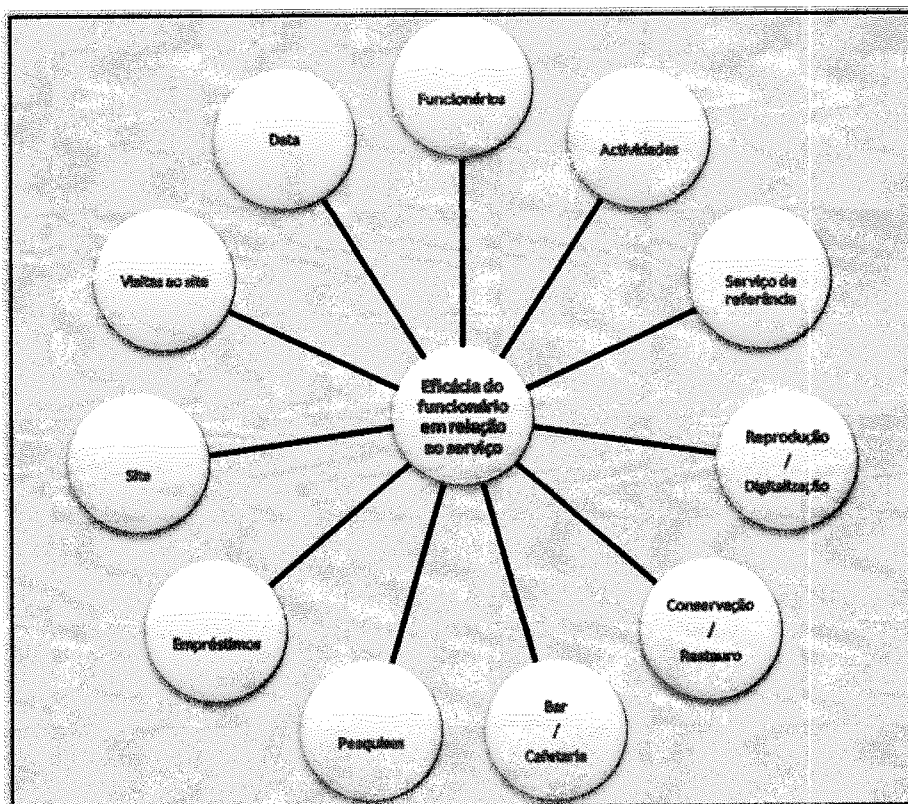 Funcionários
Data
Actividades
Visitas ao site
Serviço de
referência
Eficácia do
funcionário
em relação
ao serviço
Site
Reprodução
/
Digitalização
Empréstimos
Conservação
/
Restauro
Pesquisas
Bar
/
Cafetaria